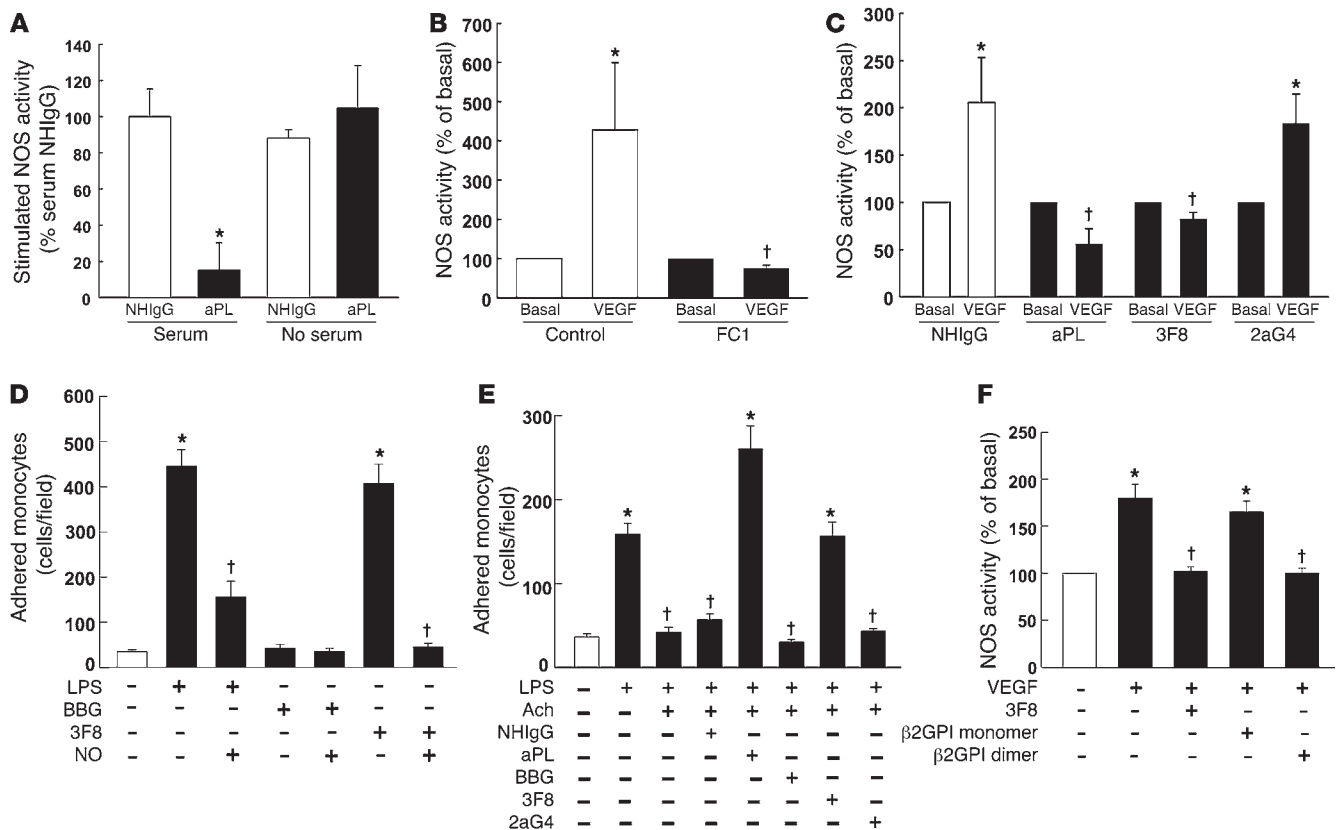 A
Stimulated NOS activity
(% serum NHIgG)
140
120
100
80
60
40
20
0
*
NHIgG aPL NHIgG aPL
Serum No serum
B
NOS activity (% of basal)
700
600
500
400
300
200
100
0
*
†
Basal VEGF Basal VEGF
Control FC1
C
NOS activity (% of basal)
300
250
200
150
100
50
0
*
†
†
*
Basal VEGF Basal VEGF Basal VEGF Basal VEGF
NHIgG aPL 3F8 2aG4
D
Adhered monocytes
(cells/field)
600
500
400
300
200
100
0
*
†
*
†
LPS – + + – – – –
BBG – – – + + – –
3F8 – – – – – + +
NO – – + – + – +
E
Adhered monocytes
(cells/field)
300
200
100
0
*
†
†
*
†
*
†
LPS – + + + + + + +
Ach – – + + + + + +
NHIgG – – – + – – – –
aPL – – – – + – – –
BBG – – – – – + – –
3F8 – – – – – – + –
2aG4 – – – – – – – +
F
NOS activity (% of basal)
250
200
150
100
50
0
*
†
*
†
VEGF – + + + +
3F8 – – + – –
β2GPI monomer – – – + –
β2GPI dimer – – – – +